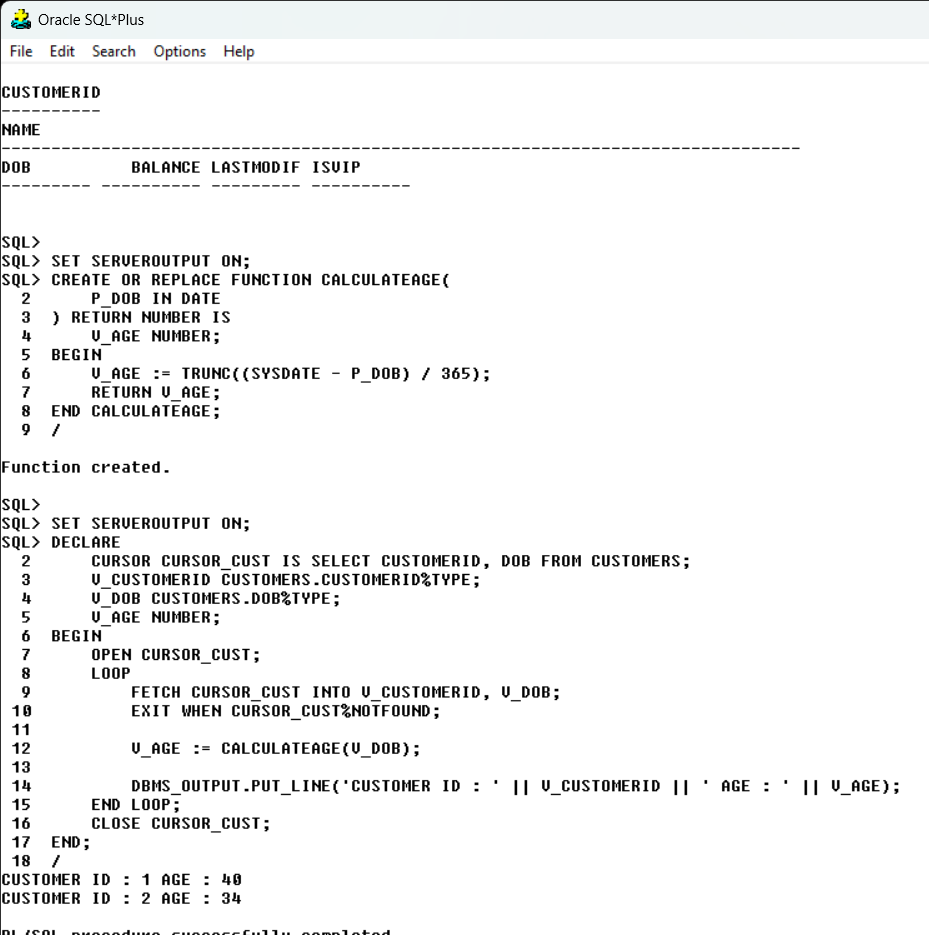 Oracle SQL*Plus
File Edit Search Options Help
CUSTOMERID
----------
NAME
--------------------------------------------------------------------------------
DOB          BALANCE LASTMODIF ISVIP
--------- ---------- --------- ----------
SQL>
SQL> SET SERVEROUTPUT ON;
SQL> CREATE OR REPLACE FUNCTION CALCULATEAGE(
  2      P_DOB IN DATE
  3  ) RETURN NUMBER IS
  4      V_AGE NUMBER;
  5  BEGIN
  6      V_AGE := TRUNC((SYSDATE - P_DOB) / 365);
  7      RETURN V_AGE;
  8  END CALCULATEAGE;
  9  /
Function created.
SQL>
SQL> SET SERVEROUTPUT ON;
SQL> DECLARE
  2      CURSOR CURSOR_CUST IS SELECT CUSTOMERID, DOB FROM CUSTOMERS;
  3      V_CUSTOMERID CUSTOMERS.CUSTOMERID%TYPE;
  4      V_DOB CUSTOMERS.DOB%TYPE;
  5      V_AGE NUMBER;
  6  BEGIN
  7      OPEN CURSOR_CUST;
  8      LOOP
  9          FETCH CURSOR_CUST INTO V_CUSTOMERID, V_DOB;
 10          EXIT WHEN CURSOR_CUST%NOTFOUND;
 11
 12          V_AGE := CALCULATEAGE(V_DOB);
 13
 14          DBMS_OUTPUT.PUT_LINE('CUSTOMER ID : ' || V_CUSTOMERID || ' AGE : ' || V_AGE);
 15      END LOOP;
 16      CLOSE CURSOR_CUST;
 17  END;
 18  /
CUSTOMER ID : 1 AGE : 40
CUSTOMER ID : 2 AGE : 34
PL/SQL procedure successfully completed